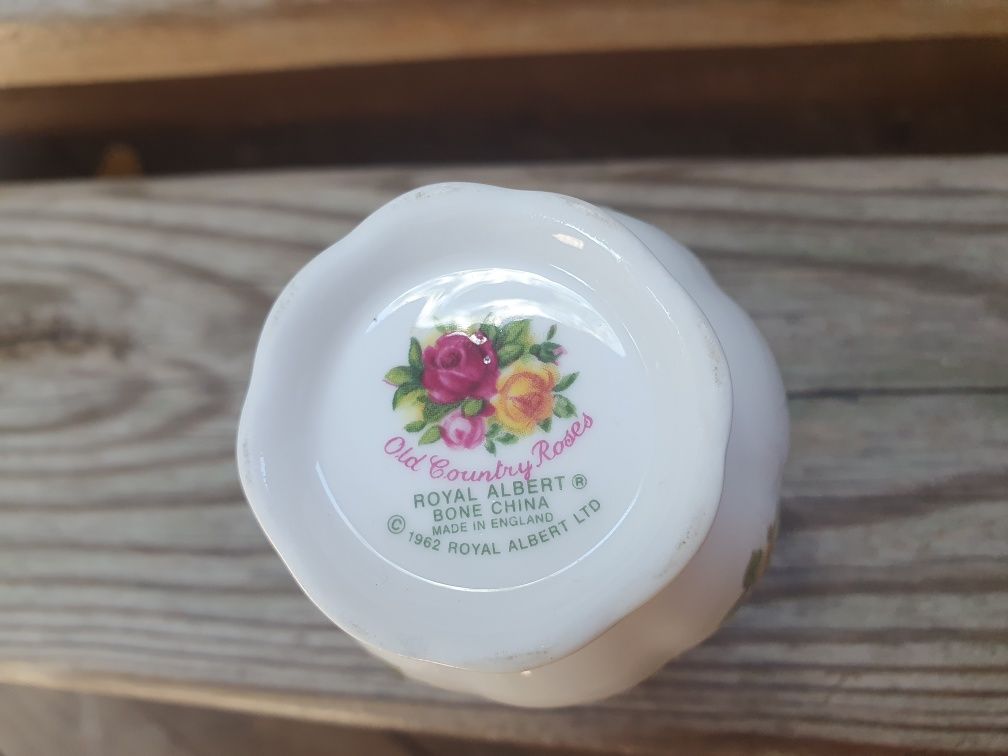 Old Country Roses
ROYAL ALBERT ®
BONE CHINA
MADE IN ENGLAND
© 1962 ROYAL ALBERT LTD